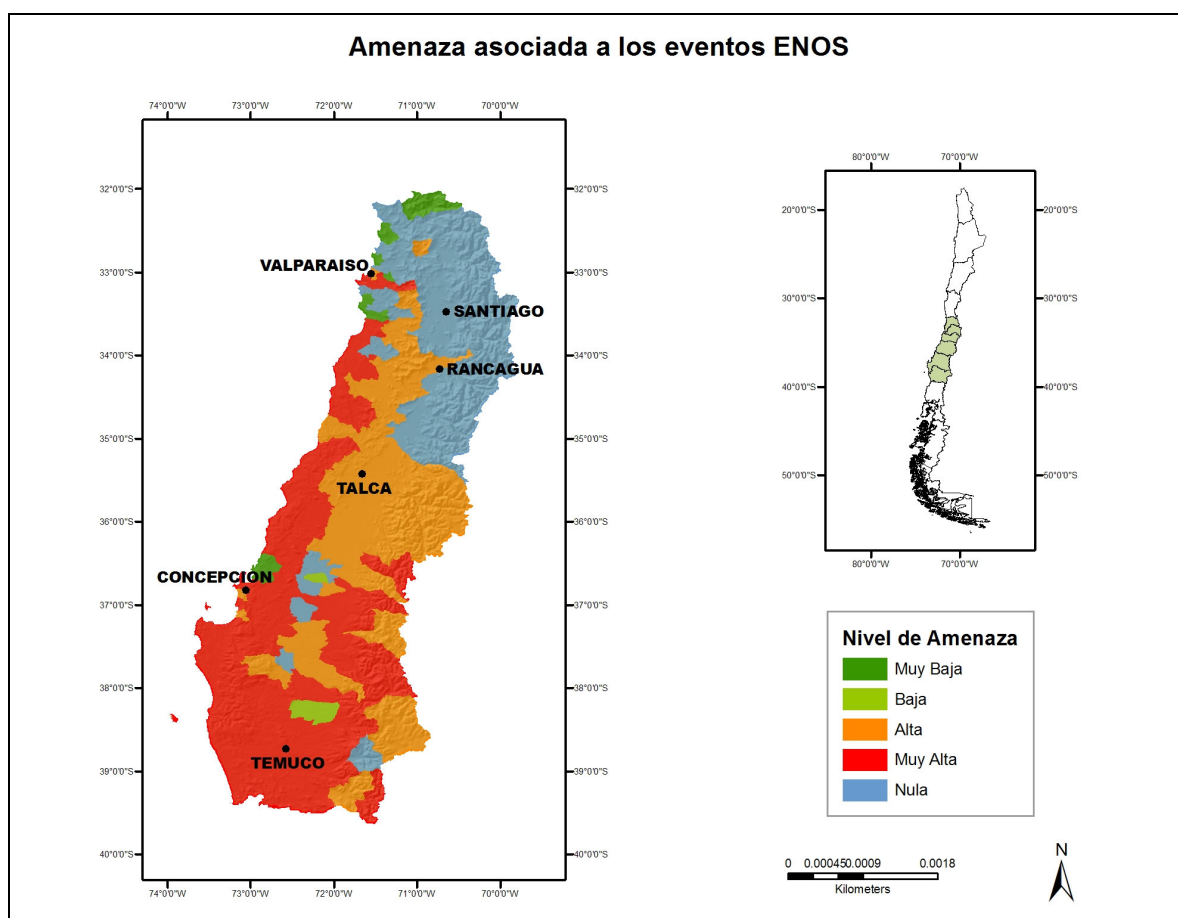 Amenaza asociada a los eventos ENOS
74°0'0"W 73°0'0"W 72°0'0"W 71°0'0"W 70°0'0"W
32°0'0"S 32°0'0"S
33°0'0"S 33°0'0"S
34°0'0"S 34°0'0"S
35°0'0"S 35°0'0"S
36°0'0"S 36°0'0"S
37°0'0"S 37°0'0"S
38°0'0"S 38°0'0"S
39°0'0"S 39°0'0"S
40°0'0"S 40°0'0"S
74°0'0"W 73°0'0"W 72°0'0"W 71°0'0"W 70°0'0"W
VALPARAISO
SANTIAGO
RANCAGUA
TALCA
CONCEPCION
TEMUCO
80°0'0"W 70°0'0"W
20°0'0"S 20°0'0"S
30°0'0"S 30°0'0"S
40°0'0"S 40°0'0"S
50°0'0"S 50°0'0"S
80°0'0"W 70°0'0"W
Nivel de Amenaza
Muy Baja
Baja
Alta
Muy Alta
Nula
0 0.000450.0009 0.0018
Kilometers
N